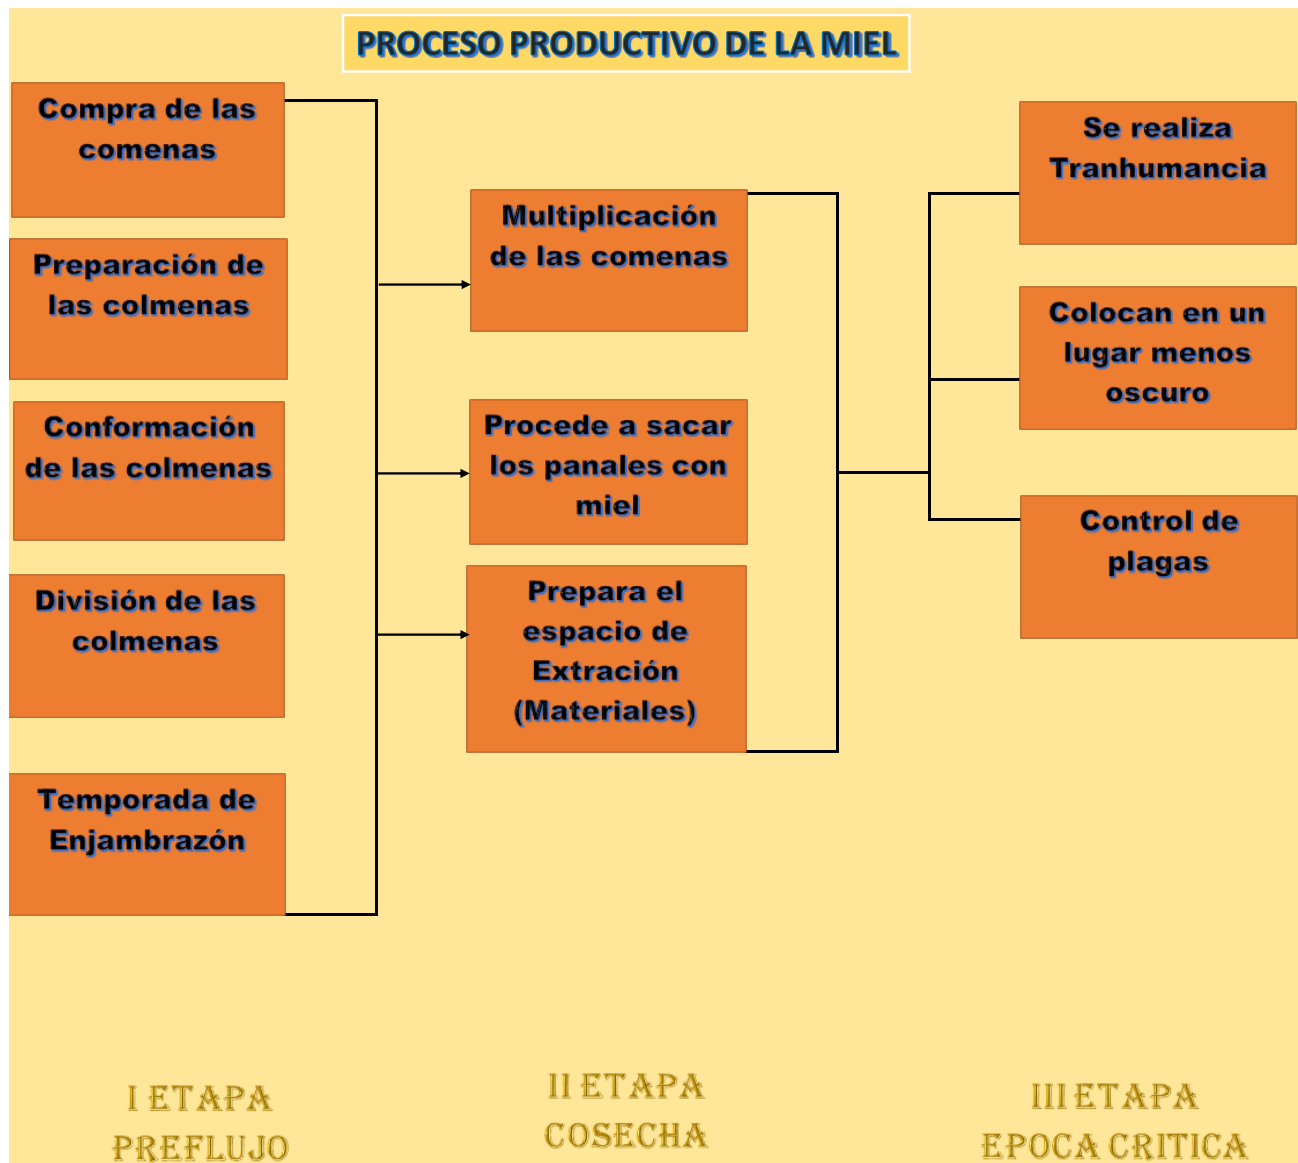 PROCESO PRODUCTIVO DE LA MIEL
Compra de las
comenas
Preparación de
las colmenas
Conformación
de las colmenas
División de las
colmenas
Temporada de
Enjambrazón
I ETAPA
PREFLUJO
Multiplicación
de las comenas
Procede a sacar
los panales con
miel
Prepara el
espacio de
Extración
(Materiales)
II ETAPA
COSECHA
Se realiza
Tranhumancia
Colocan en un
lugar menos
oscuro
Control de
plagas
III ETAPA
EPOCA CRITICA